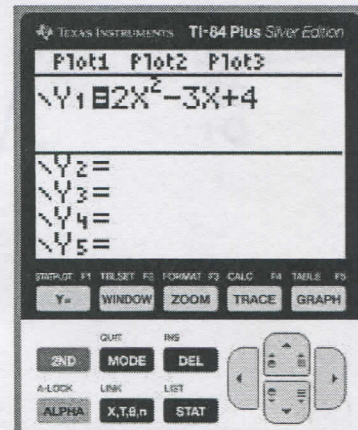 TEXAS INSTRUMENTS TI-84 Plus Silver Edition
Plot1 Plot2 Plot3
\Y1=2X²-3X+4
\Y2=
\Y3=
\Y4=
\Y5=
STAT PLOT F1 TBLSET F2 FORMAT F3 CALC F4 TABLE F5
Y= WINDOW ZOOM TRACE GRAPH
QUIT INS
2ND MODE DEL
A-LOCK LINK LIST
ALPHA X,T,θ,n STAT